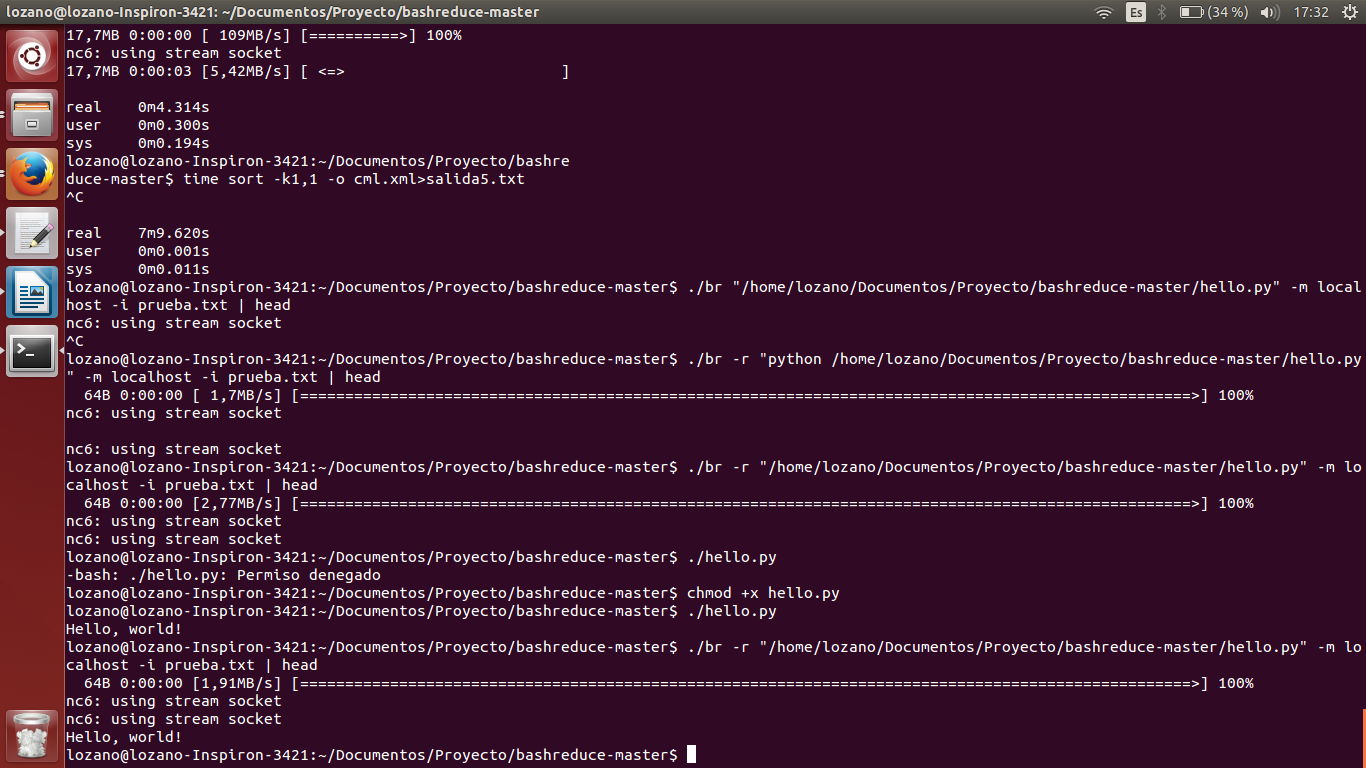 lozano@lozano-Inspiron-3421: ~/Documentos/Proyecto/bashreduce-master
Es
(34 %)
17:32
17,7MB 0:00:00 [ 109MB/s] [==========>] 100%
nc6: using stream socket
17,7MB 0:00:03 [5,42MB/s] [ <=>                        ]
real    0m4.314s
user    0m0.300s
sys     0m0.194s
lozano@lozano-Inspiron-3421:~/Documentos/Proyecto/bashre
duce-master$ time sort -k1,1 -o cml.xml>salida5.txt
^C
real    7m9.620s
user    0m0.001s
sys     0m0.011s
lozano@lozano-Inspiron-3421:~/Documentos/Proyecto/bashreduce-master$ ./br "/home/lozano/Documentos/Proyecto/bashreduce-master/hello.py" -m local
host -i prueba.txt | head
nc6: using stream socket
^C
lozano@lozano-Inspiron-3421:~/Documentos/Proyecto/bashreduce-master$ ./br -r "python /home/lozano/Documentos/Proyecto/bashreduce-master/hello.py
" -m localhost -i prueba.txt | head
  64B 0:00:00 [ 1,7MB/s] [===================================================================================================>] 100%
nc6: using stream socket
nc6: using stream socket
lozano@lozano-Inspiron-3421:~/Documentos/Proyecto/bashreduce-master$ ./br -r "/home/lozano/Documentos/Proyecto/bashreduce-master/hello.py" -m lo
calhost -i prueba.txt | head
  64B 0:00:00 [2,77MB/s] [===================================================================================================>] 100%
nc6: using stream socket
nc6: using stream socket
lozano@lozano-Inspiron-3421:~/Documentos/Proyecto/bashreduce-master$ ./hello.py
-bash: ./hello.py: Permiso denegado
lozano@lozano-Inspiron-3421:~/Documentos/Proyecto/bashreduce-master$ chmod +x hello.py
lozano@lozano-Inspiron-3421:~/Documentos/Proyecto/bashreduce-master$ ./hello.py
Hello, world!
lozano@lozano-Inspiron-3421:~/Documentos/Proyecto/bashreduce-master$ ./br -r "/home/lozano/Documentos/Proyecto/bashreduce-master/hello.py" -m lo
calhost -i prueba.txt | head
  64B 0:00:00 [1,91MB/s] [===================================================================================================>] 100%
nc6: using stream socket
nc6: using stream socket
Hello, world!
lozano@lozano-Inspiron-3421:~/Documentos/Proyecto/bashreduce-master$